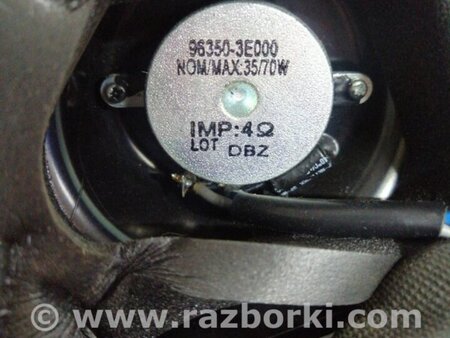 96350-3E000
NOM/MAX:35/70W
IMP:4Ω
LOT DBZ
www.razborki.com